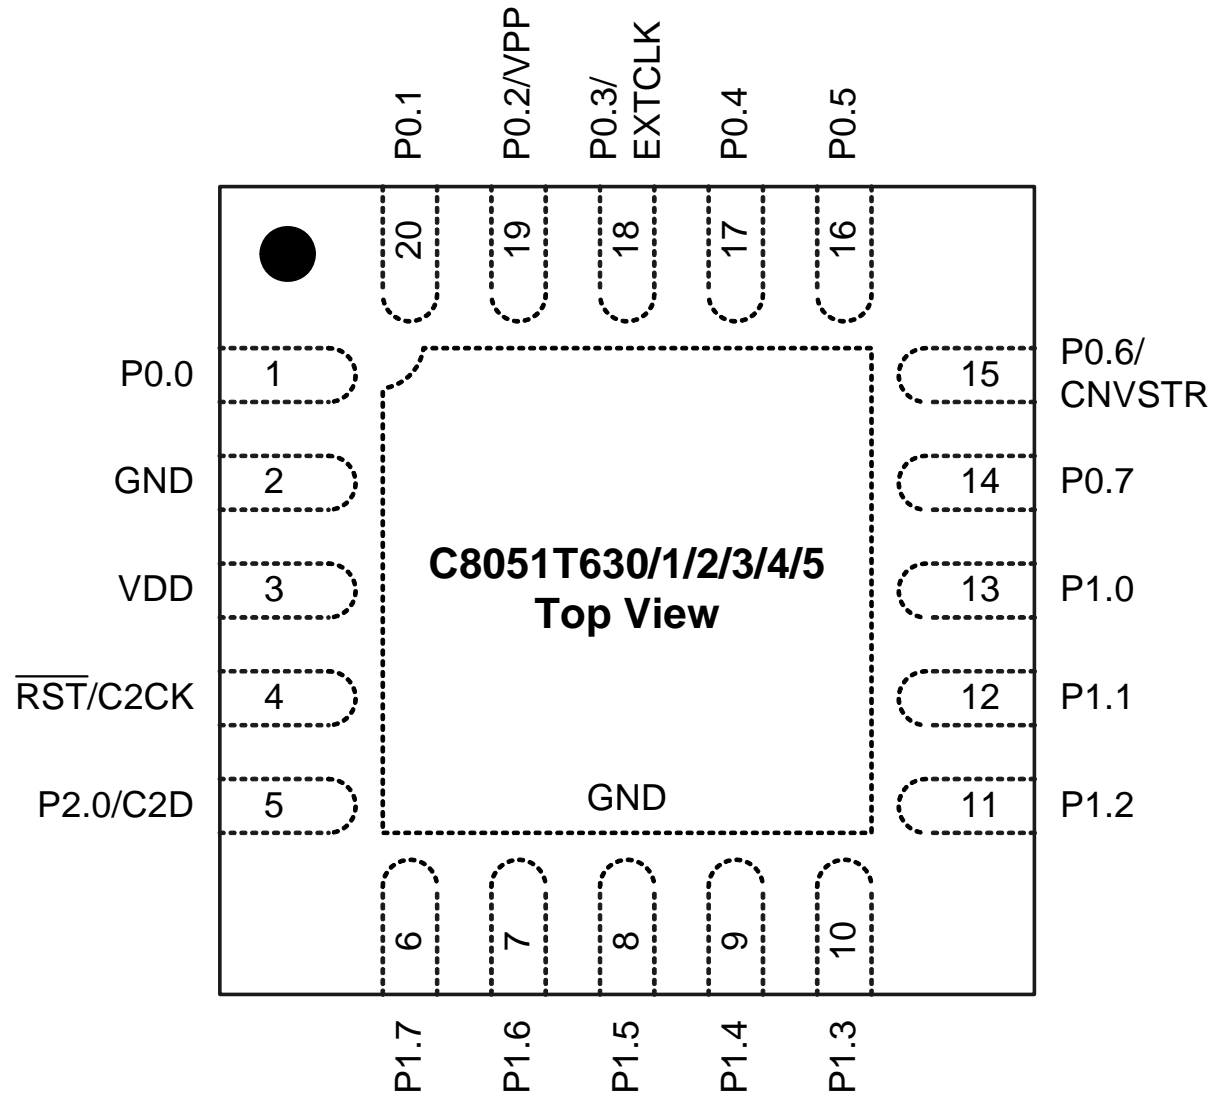 P0.1
P0.2/VPP
P0.3/
EXTCLK
P0.4
P0.5
20
19
18
17
16
P0.0
1
GND
2
VDD
3
RST/C2CK
4
P2.0/C2D
5
15
P0.6/
CNVSTR
14
P0.7
13
P1.0
12
P1.1
11
P1.2
C8051T630/1/2/3/4/5
Top View
GND
6
7
8
9
10
P1.7
P1.6
P1.5
P1.4
P1.3